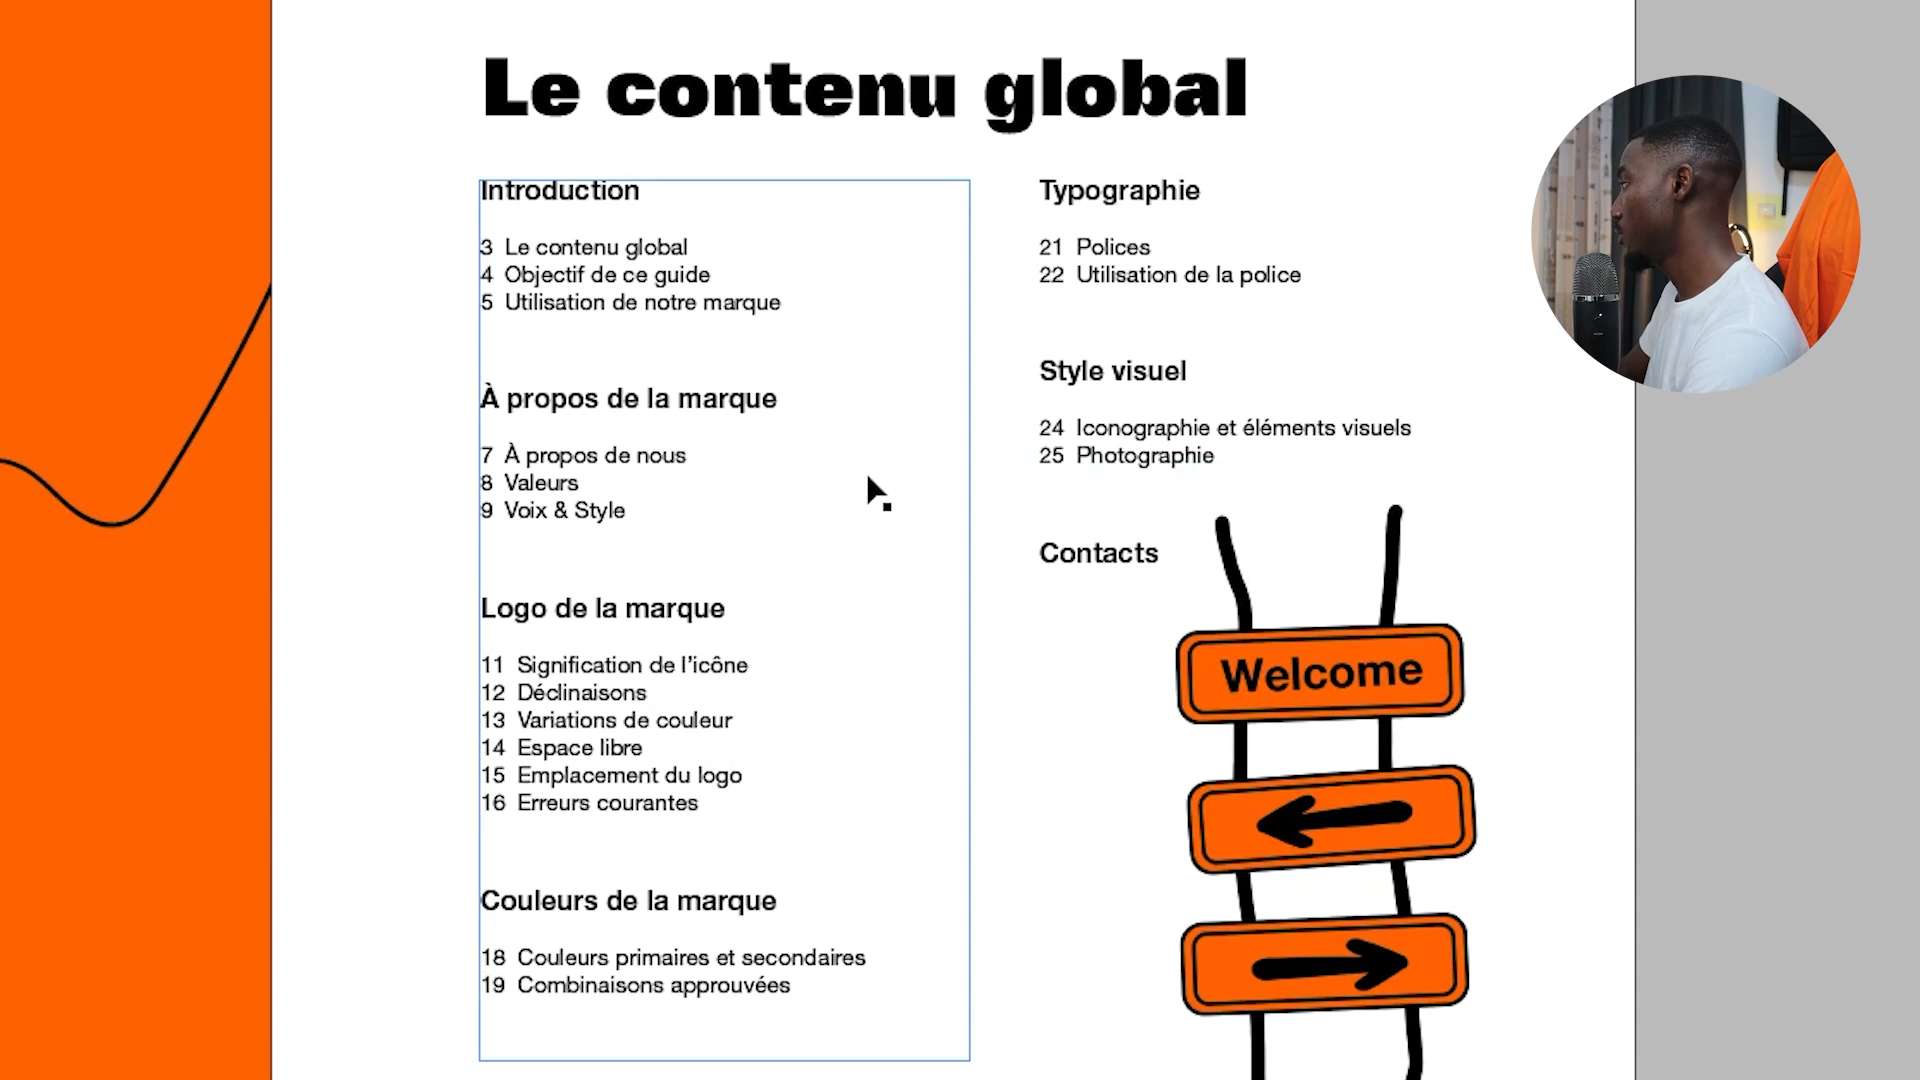 Le contenu global
Introduction
3 Le contenu global
4 Objectif de ce guide
5 Utilisation de notre marque
À propos de la marque
7 À propos de nous
8 Valeurs
9 Voix & Style
Logo de la marque
11 Signification de l’icône
12 Déclinaisons
13 Variations de couleur
14 Espace libre
15 Emplacement du logo
16 Erreurs courantes
Couleurs de la marque
18 Couleurs primaires et secondaires
19 Combinaisons approuvées
Typographie
21 Polices
22 Utilisation de la police
Style visuel
24 Iconographie et éléments visuels
25 Photographie
Contacts
Welcome